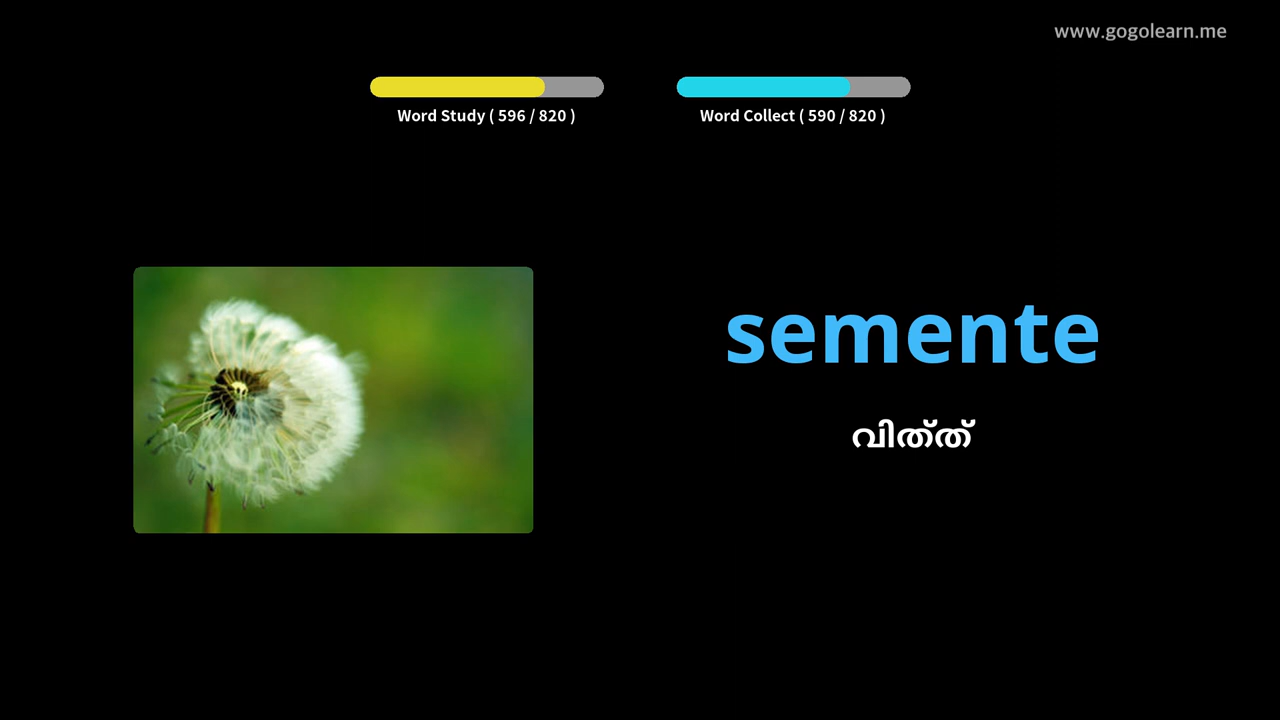 www.gogolearn.me
Word Study ( 596 / 820 )
Word Collect ( 590 / 820 )
semente
വിത്ത്